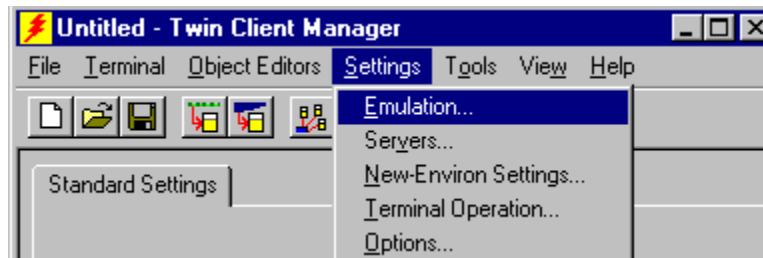 Untitled - Twin Client Manager
File Terminal Object Editors Settings Tools View Help
Emulation...
Servers...
Standard Settings
New-Environ Settings...
Terminal Operation...
Options...